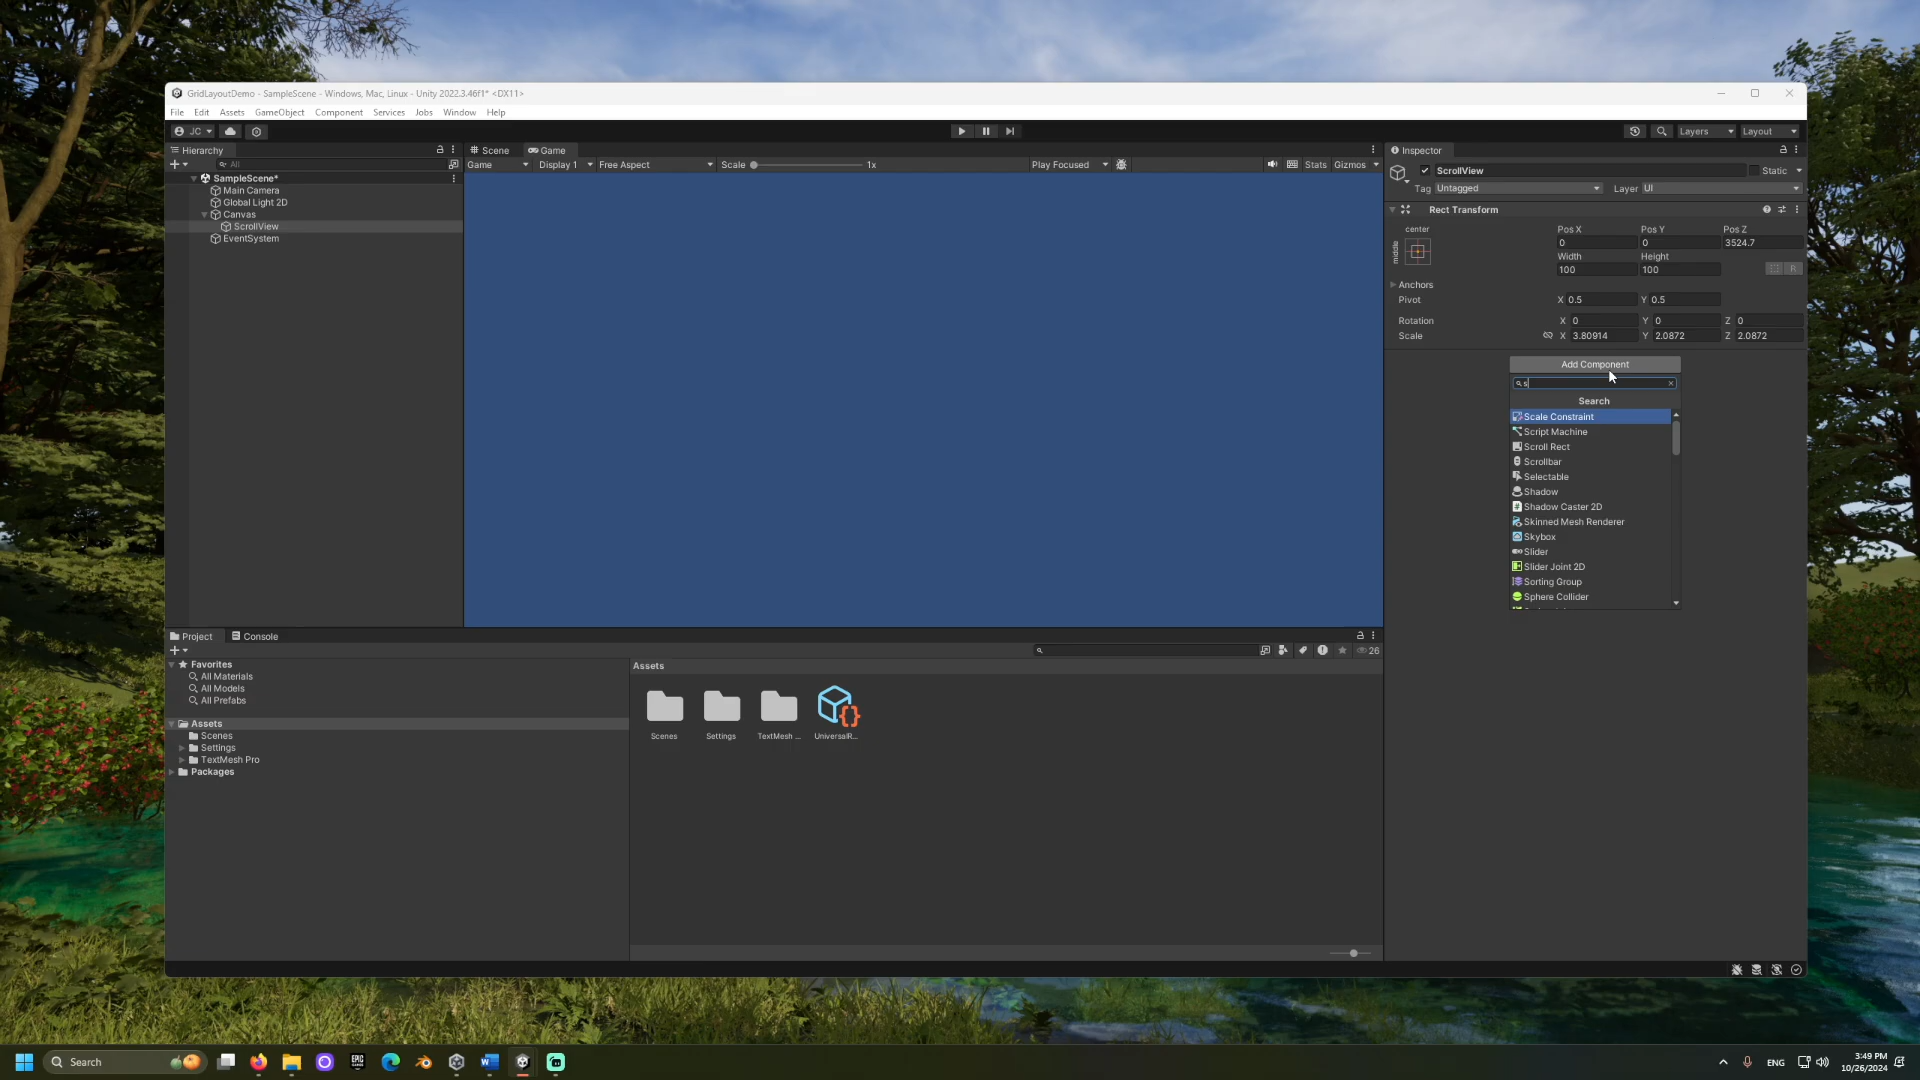 GridLayoutDemo - SampleScene - Windows, Mac, Linux - Unity 2022.3.46f1* <DX11>
File Edit Assets GameObject Component Services Jobs Window Help
JC Layers Layout
Hierarchy
All
SampleScene*
Main Camera
Global Light 2D
Canvas
ScrollView
EventSystem
Scene Game
Game Display 1 Free Aspect Scale 1x Play Focused Stats Gizmos
Inspector
ScrollView Static
Tag Untagged Layer UI
Rect Transform
center
middle
Pos X Pos Y Pos Z
0 0 3524.7
Width Height
100 100 R
Anchors
Pivot X 0.5 Y 0.5
Rotation X 0 Y 0 Z 0
Scale X 3.80914 Y 2.0872 Z 2.0872
Add Component
s
Search
Scale Constraint
Script Machine
Scroll Rect
Scrollbar
Selectable
Shadow
Shadow Caster 2D
Skinned Mesh Renderer
Skybox
Slider
Slider Joint 2D
Sorting Group
Sphere Collider
Project Console
26
Favorites
All Materials
All Models
All Prefabs
Assets
Scenes
Settings
TextMesh Pro
Packages
Assets
Scenes Settings TextMesh ... UniversalR...
Search
EPIC GAMES
ENG
3:49 PM
10/26/2024